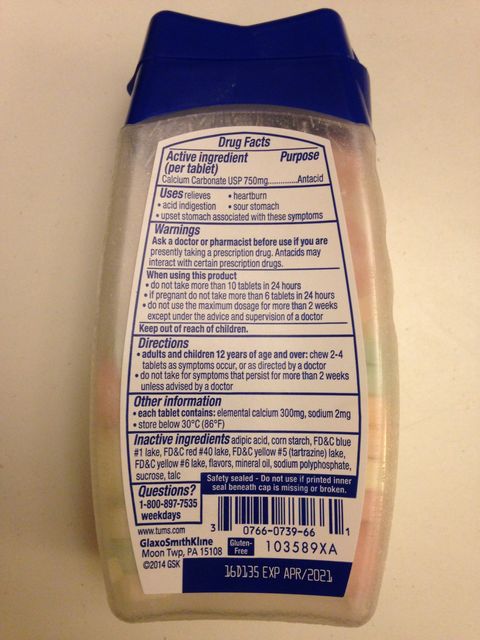 Drug Facts
Active ingredient Purpose
(per tablet)
Calcium Carbonate USP 750mg..............Antacid
Uses relieves • heartburn
• acid indigestion • sour stomach
• upset stomach associated with these symptoms
Warnings
Ask a doctor or pharmacist before use if you are
presently taking a prescription drug. Antacids may
interact with certain prescription drugs.
When using this product
• do not take more than 10 tablets in 24 hours
• if pregnant do not take more than 6 tablets in 24 hours
• do not use the maximum dosage for more than 2 weeks
except under the advice and supervision of a doctor
Keep out of reach of children.
Directions
• adults and children 12 years of age and over: chew 2-4
tablets as symptoms occur, or as directed by a doctor
• do not take for symptoms that persist for more than 2 weeks
unless advised by a doctor
Other information
• each tablet contains: elemental calcium 300mg, sodium 2mg
• store below 30°C (86°F)
Inactive ingredients adipic acid, corn starch, FD&C blue
#1 lake, FD&C red #40 lake, FD&C yellow #5 (tartrazine) lake,
FD&C yellow #6 lake, flavors, mineral oil, sodium polyphosphate,
sucrose, talc
Safety sealed - Do not use if printed inner
seal beneath cap is missing or broken.
Questions?
1-800-897-7535
weekdays
www.tums.com
GlaxoSmithKline
Moon Twp, PA 15108
©2014 GSK
3 0766-0739-66 1
Gluten-
Free
103589XA
16D135 EXP APR/2021